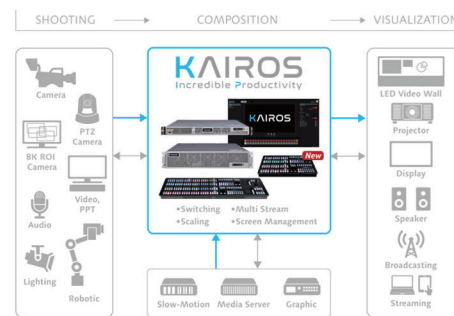 SHOOTING
COMPOSITION
VISUALIZATION
Camera
PTZ
Camera
8K ROI
Camera
Video,
PPT
Audio
Lighting
Robotic
KAIROS
Incredible Productivity
KAIROS
New
•Switching •Multi Stream
•Scaling •Screen Management
Slow-Motion Media Server Graphic
LED Video Wall
Projector
Display
Speaker
Broadcasting
Streaming